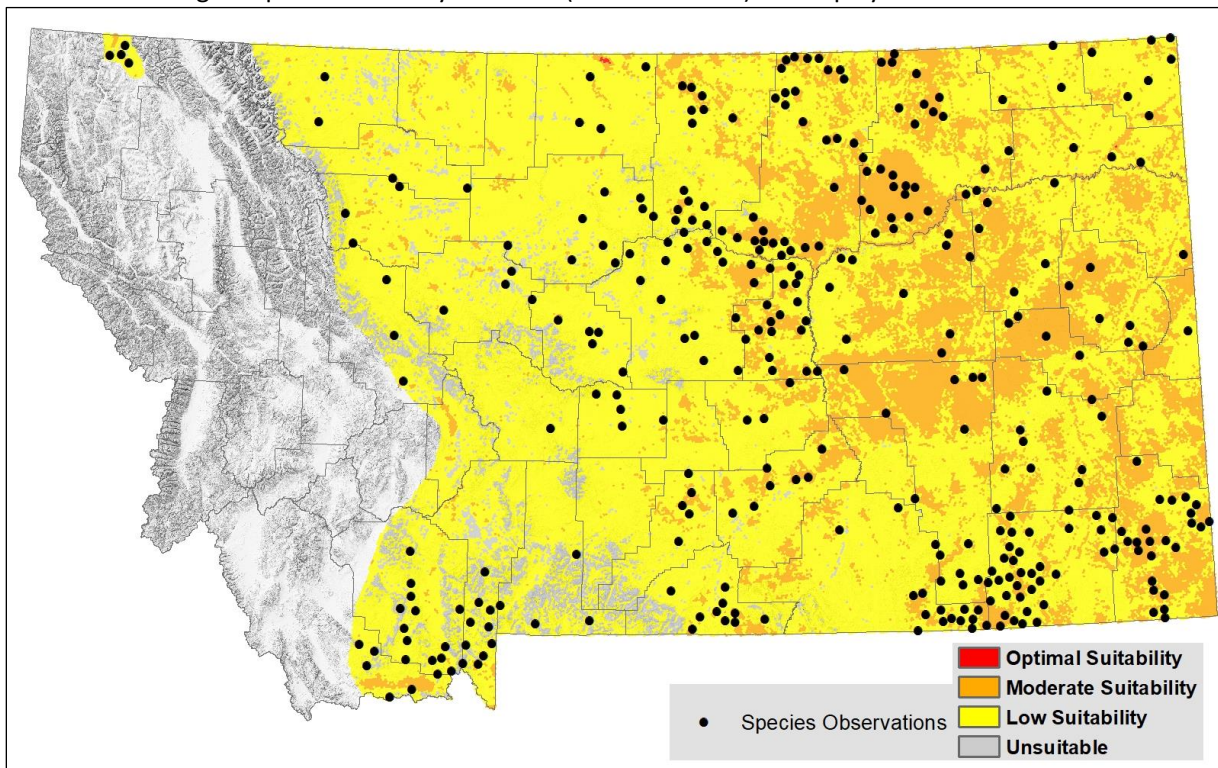 Optimal Suitability
Moderate Suitability
Species Observations
Low Suitability
Unsuitable